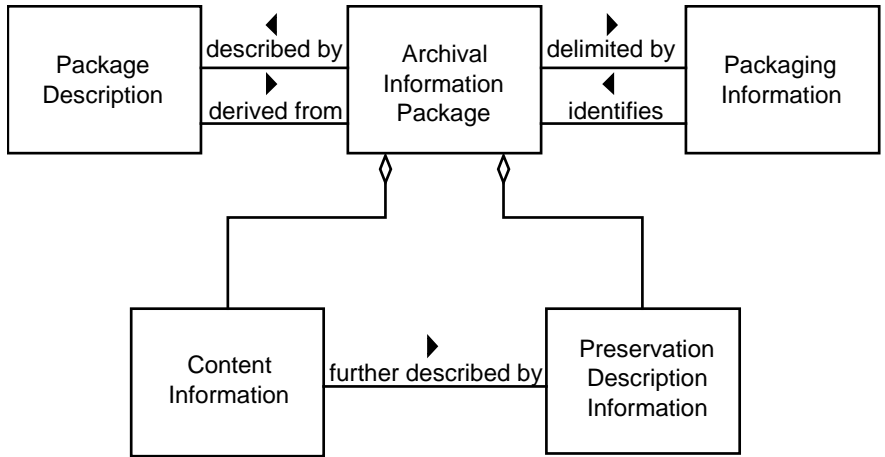 Package
Description
described by
derived from
Archival
Information
Package
delimited by
identifies
Packaging
Information
Content
Information
further described by
Preservation
Description
Information